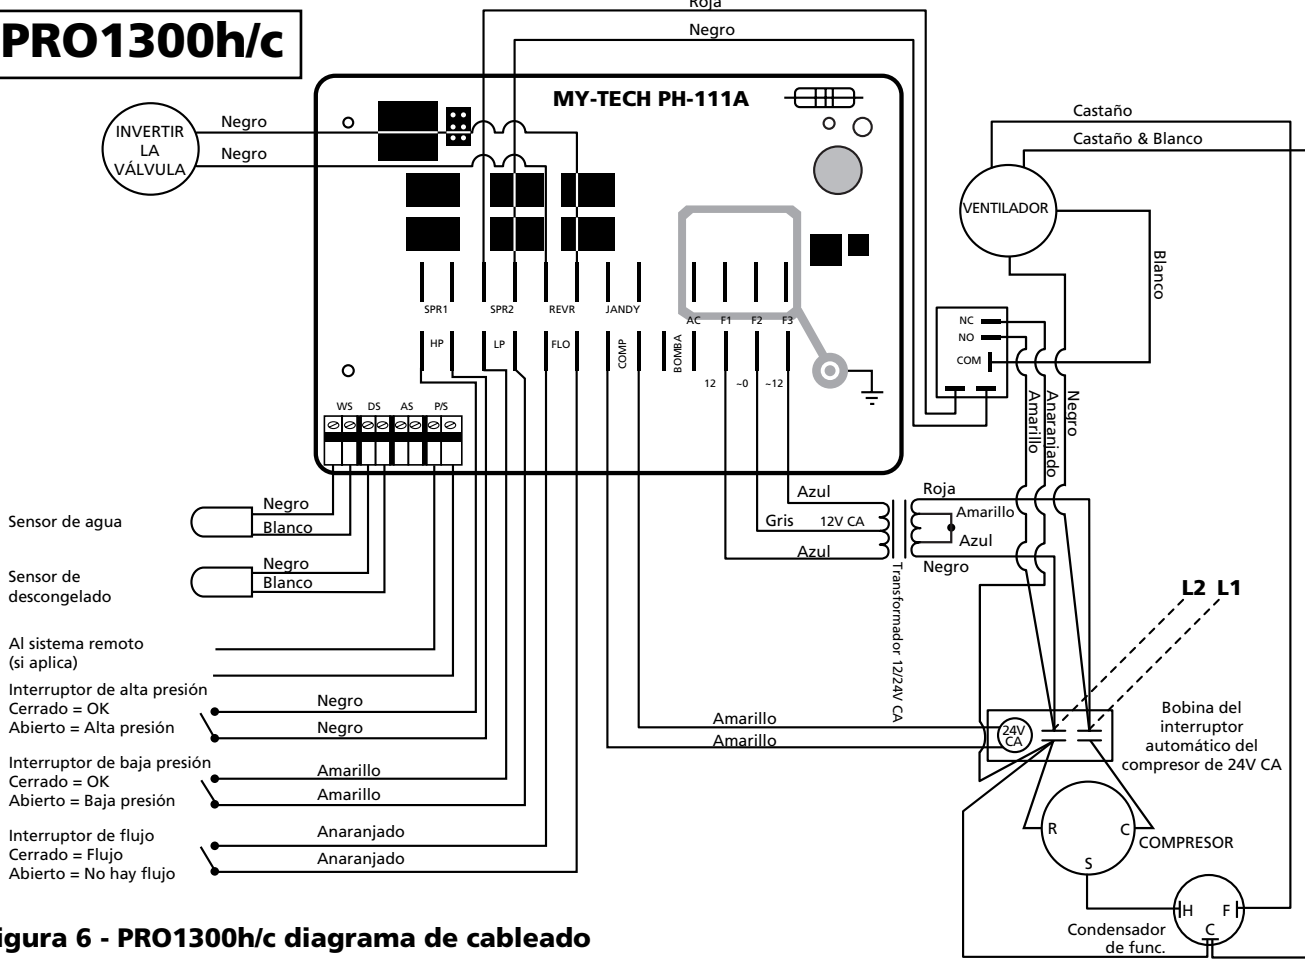 Roja
Negro
PRO1300h/c
MY-TECH PH-111A
INVERTIR
LA
VÁLVULA
Negro
Negro
Castaño
Castaño & Blanco
VENTILADOR
Blanco
SPR1
SPR2
REVR
JANDY
AC
F1
F2
F3
HP
LP
FLO
COMP
BOMBA
12
~0
~12
NC
NO
COM
Amarillo
Anaranjado
Negro
WS
DS
AS
P/S
Sensor de agua
Negro
Blanco
Sensor de
descongelado
Negro
Blanco
Azul
Gris
12V CA
Azul
Roja
Amarillo
Azul
Negro
Transformador 12/24V CA
L2 L1
Al sistema remoto
(si aplica)
Interruptor de alta presión
Cerrado = OK
Abierto = Alta presión
Negro
Negro
Interruptor de baja presión
Cerrado = OK
Abierto = Baja presión
Amarillo
Amarillo
Interruptor de flujo
Cerrado = Flujo
Abierto = No hay flujo
Anaranjado
Anaranjado
Amarillo
Amarillo
24V
CA
Bobina del
interruptor
automático del
compresor de 24V CA
R
C
S
COMPRESOR
H
F
C
Condensador
de func.
igura 6 - PRO1300h/c diagrama de cableado